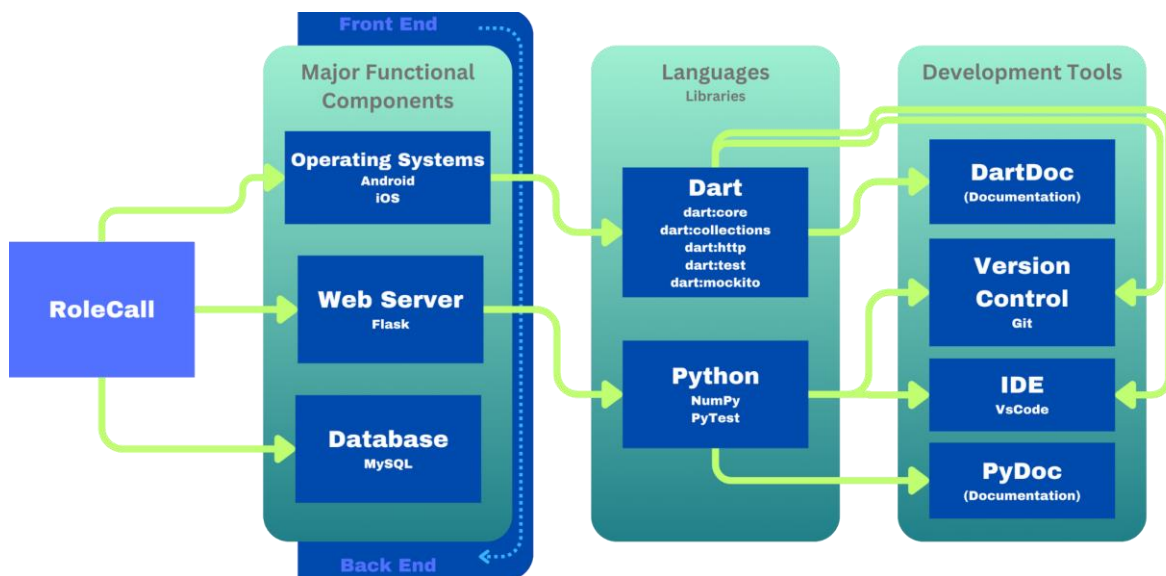 Front End
Major Functional
Components
Operating Systems
Android
iOS
RoleCall
Web Server
Flask
Database
MySQL
Back End
Languages
Libraries
Dart
dart:core
dart:collections
dart:http
dart:test
dart:mockito
Python
NumPy
PyTest
Development Tools
DartDoc
(Documentation)
Version
Control
Git
IDE
VsCode
PyDoc
(Documentation)